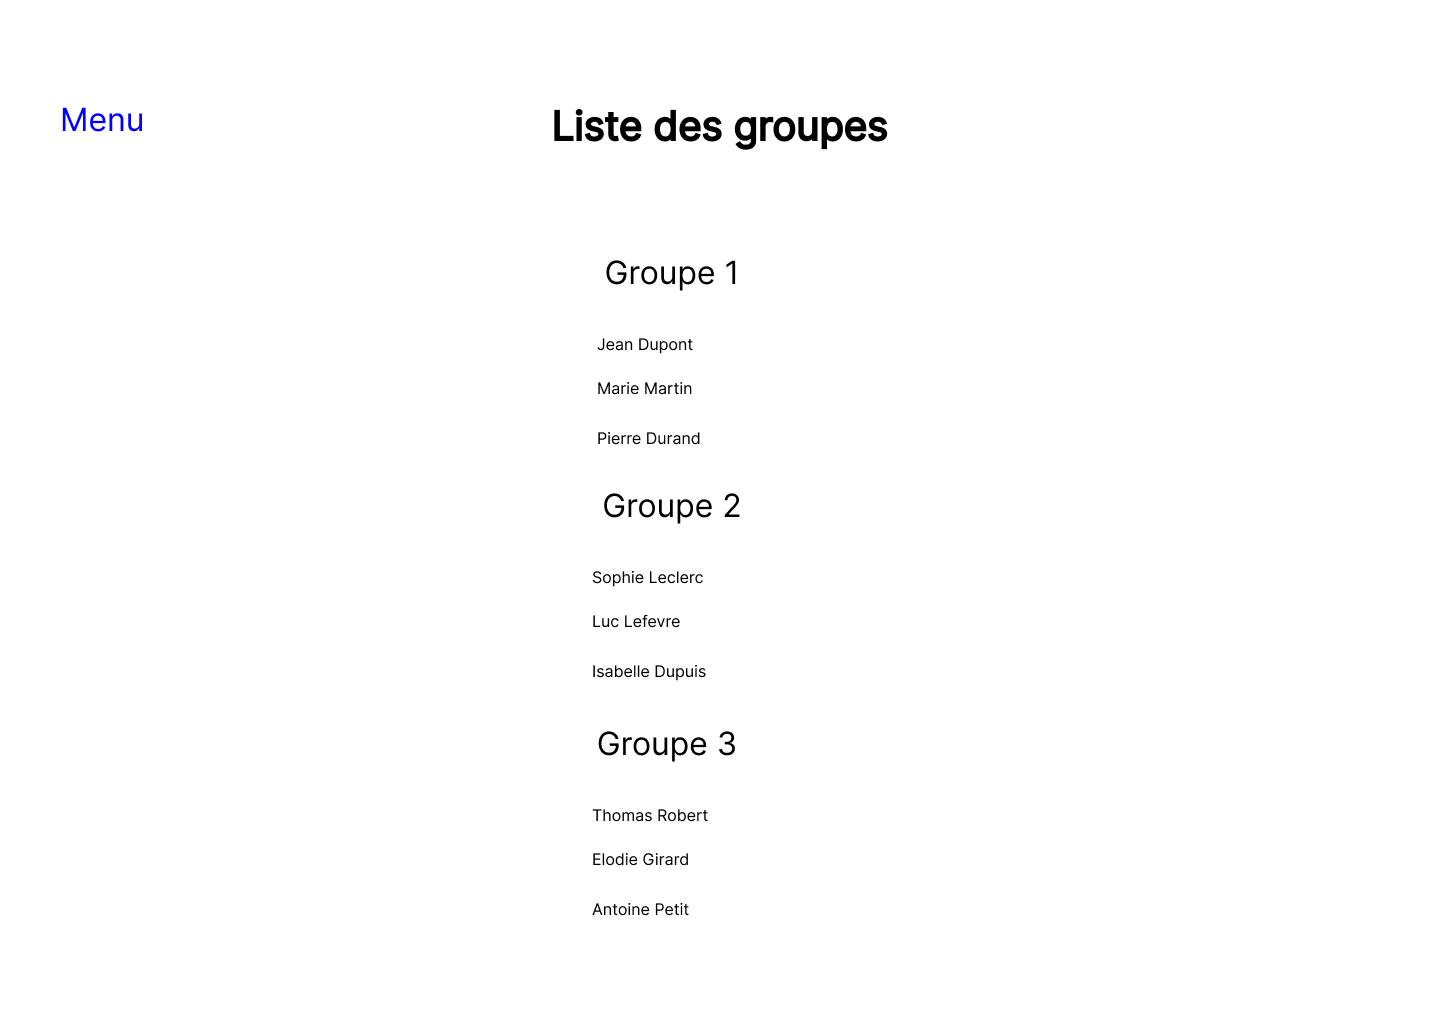 Menu
Liste des groupes
Groupe 1
Jean Dupont
Marie Martin
Pierre Durand
Groupe 2
Sophie Leclerc
Luc Lefevre
Isabelle Dupuis
Groupe 3
Thomas Robert
Elodie Girard
Antoine Petit